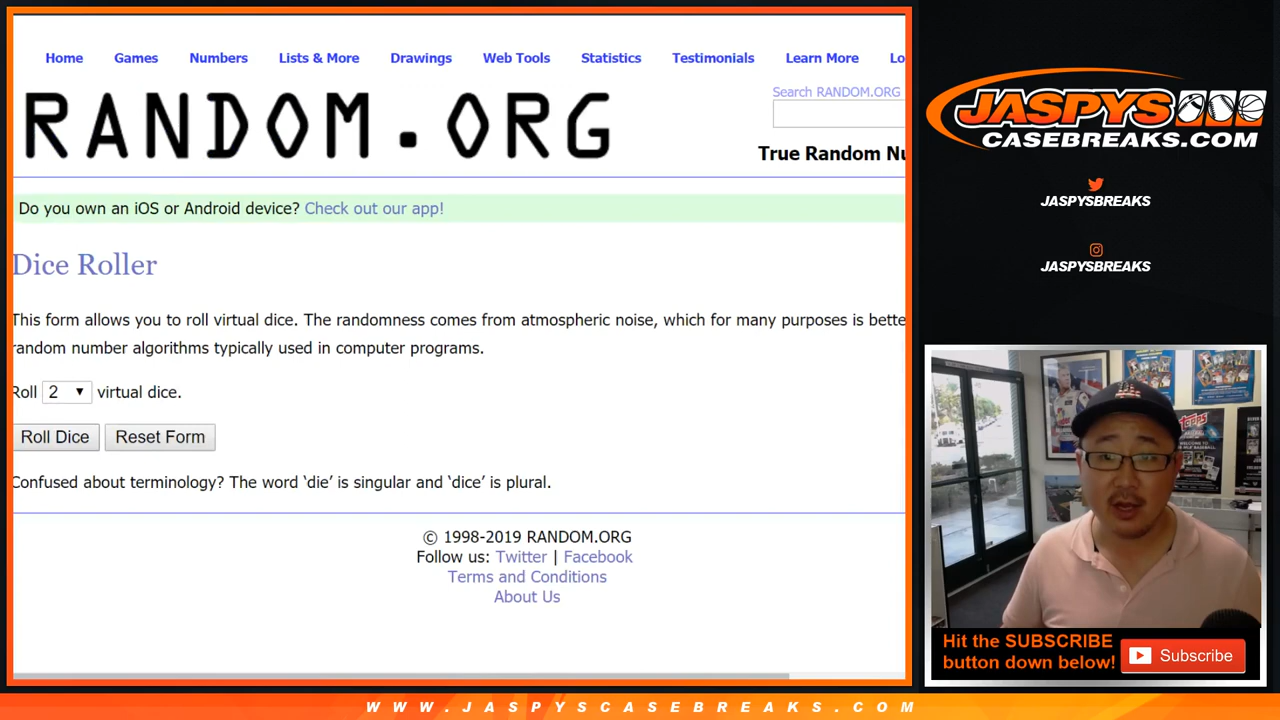 Home Games Numbers Lists & More Drawings Web Tools Statistics Testimonials Learn More Lo
RANDOM.ORG
Search RANDOM.ORG
True Random Nu
Do you own an iOS or Android device? Check out our app!
Dice Roller
This form allows you to roll virtual dice. The randomness comes from atmospheric noise, which for many purposes is bette
random number algorithms typically used in computer programs.
Roll 2 virtual dice.
Roll Dice Reset Form
Confused about terminology? The word ‘die’ is singular and ‘dice’ is plural.
© 1998-2019 RANDOM.ORG
Follow us: Twitter | Facebook
Terms and Conditions
About Us
JASPYS
CASEBREAKS.COM
JASPYSBREAKS
JASPYSBREAKS
TOPPS
Hit the SUBSCRIBE
button down below!
Subscribe
WWW.JASPYSCASEBREAKS.COM